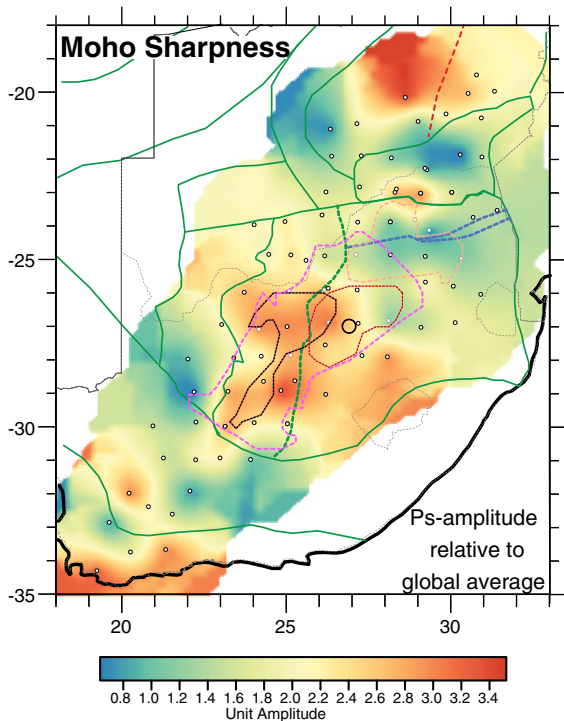 Moho Sharpness
-20
-25
-30
-35
Ps-amplitude
relative to
global average
20 25 30
0.8 1.0 1.2 1.4 1.6 1.8 2.0 2.2 2.4 2.6 2.8 3.0 3.2 3.4
Unit Amplitude